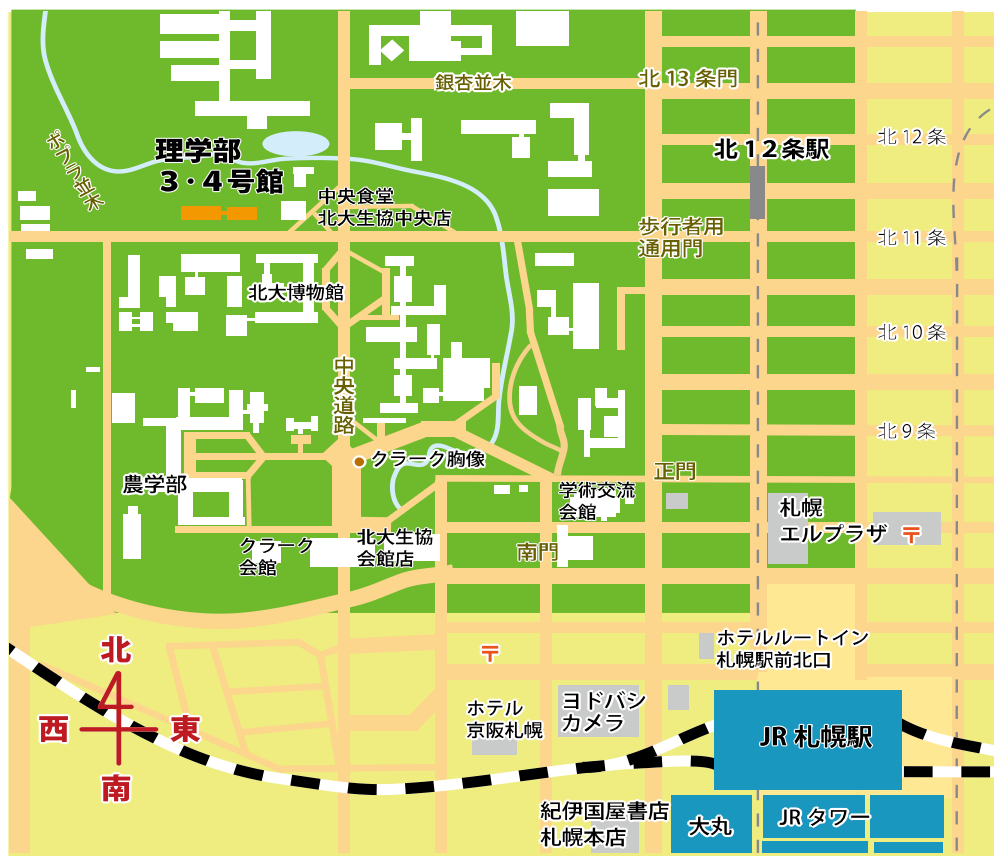 銀杏並木
北13条門
ポプラ並木
理学部
3・4号館
北12条駅
北12条
中央食堂
北大生協中央店
歩行者用
通用門
北11条
北大博物館
北10条
中央道路
北9条
クラーク胸像
正門
農学部
学術交流
会館
札幌
エルプラザ
〒
クラーク
会館
北大生協
会館店
南門
北
西
東
南
〒
ホテルルートイン
札幌駅前北口
ホテル
京阪札幌
ヨドバシ
カメラ
JR 札幌駅
紀伊国屋書店
札幌本店
大丸
JRタワー